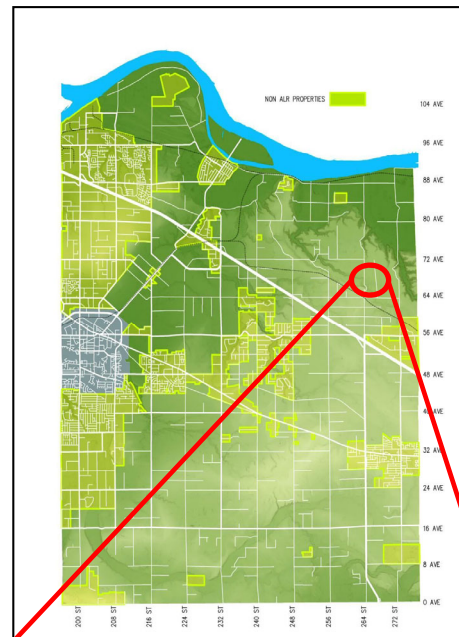 NON ALR PROPERTIES
104 AVE
96 AVE
88 AVE
80 AVE
72 AVE
64 AVE
56 AVE
48 AVE
40 AVE
32 AVE
24 AVE
16 AVE
8 AVE
0 AVE
200 ST
208 ST
216 ST
224 ST
232 ST
240 ST
248 ST
256 ST
264 ST
272 ST